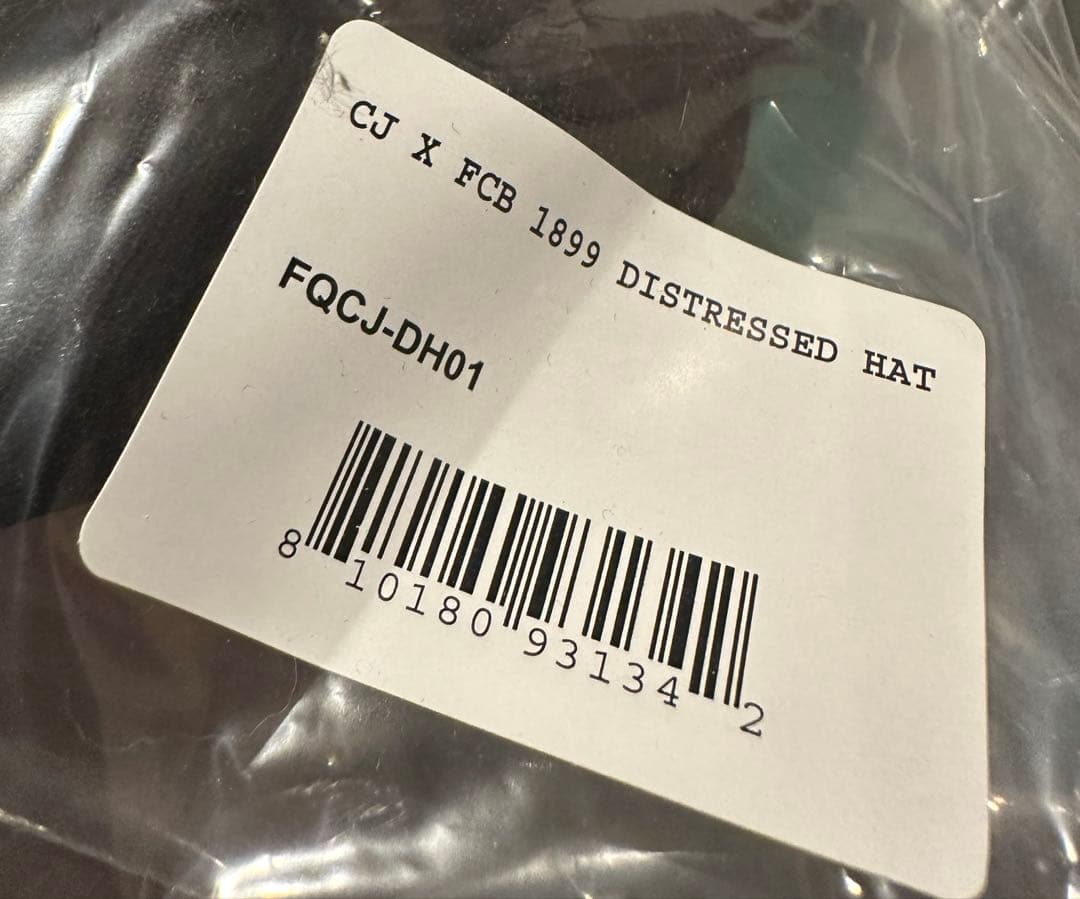 CJ X FCB 1899 DISTRESSED HAT
FQCJ-DH01
8 10180 93134 2